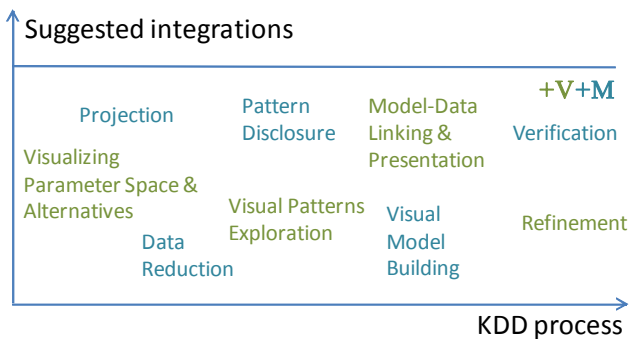 Suggested integrations
+V+M
Projection
Pattern
Disclosure
Model-Data
Linking &
Presentation
Verification
Visualizing
Parameter Space &
Alternatives
Data
Reduction
Visual Patterns
Exploration
Visual
Model
Building
Refinement
KDD process